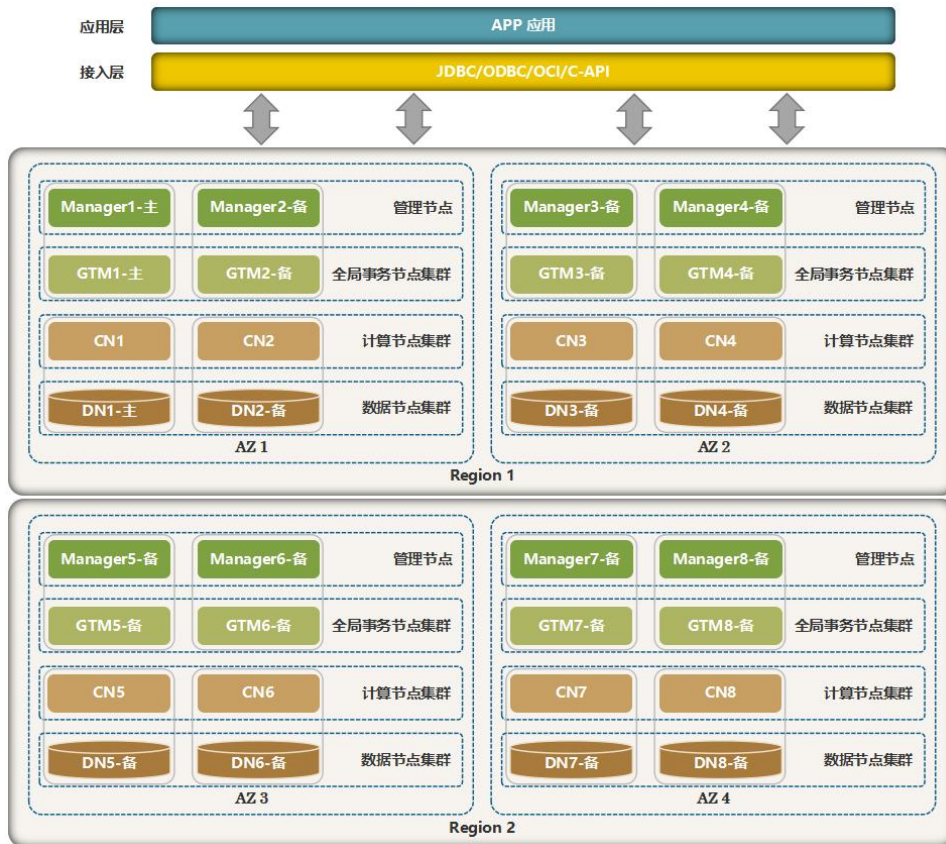 应用层 APP 应用
接入层 JDBC/ODBC/OCI/C-API
Manager1-主 Manager2-备 管理节点
GTM1-主 GTM2-备 全局事务节点集群
CN1 CN2 计算节点集群
DN1-主 DN2-备 数据节点集群
AZ 1
Manager3-备 Manager4-备 管理节点
GTM3-备 GTM4-备 全局事务节点集群
CN3 CN4 计算节点集群
DN3-备 DN4-备 数据节点集群
AZ 2
Region 1
Manager5-备 Manager6-备 管理节点
GTM5-备 GTM6-备 全局事务节点集群
CN5 CN6 计算节点集群
DN5-备 DN6-备 数据节点集群
AZ 3
Manager7-备 Manager8-备 管理节点
GTM7-备 GTM8-备 全局事务节点集群
CN7 CN8 计算节点集群
DN7-备 DN8-备 数据节点集群
AZ 4
Region 2